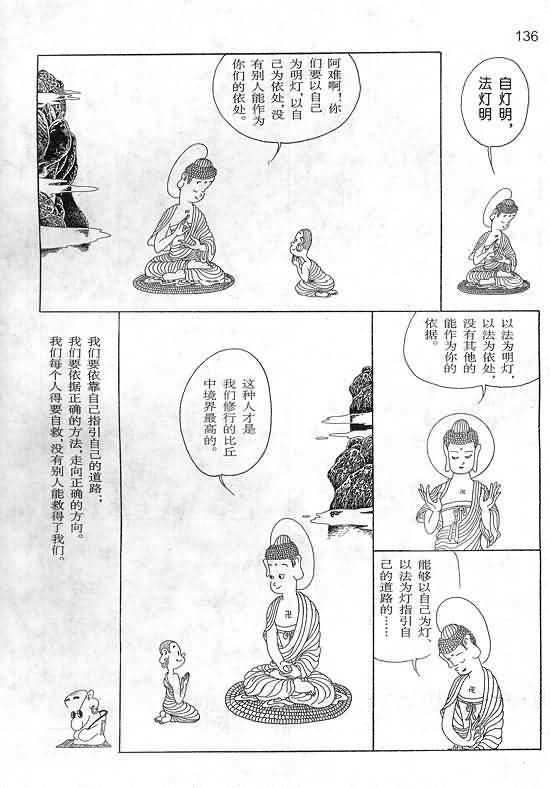 136
自灯明，
法灯明
阿难啊！你
们要以自己
为明灯，以自
己为依处，没
有别人能作为
你们的依处。
以法为明灯，
以法为依处，
没有其他的
能作为你的
依据。
能够以自己为灯、
以法为灯指引自
己的道路的……
这种人才是
我们修行的比丘
中境界最高的。
我们要依靠自己指引自己的道路；
我们要依据正确的方法，走向正确的方向。
我们每个人得要自救，没有别人能救得了我们。